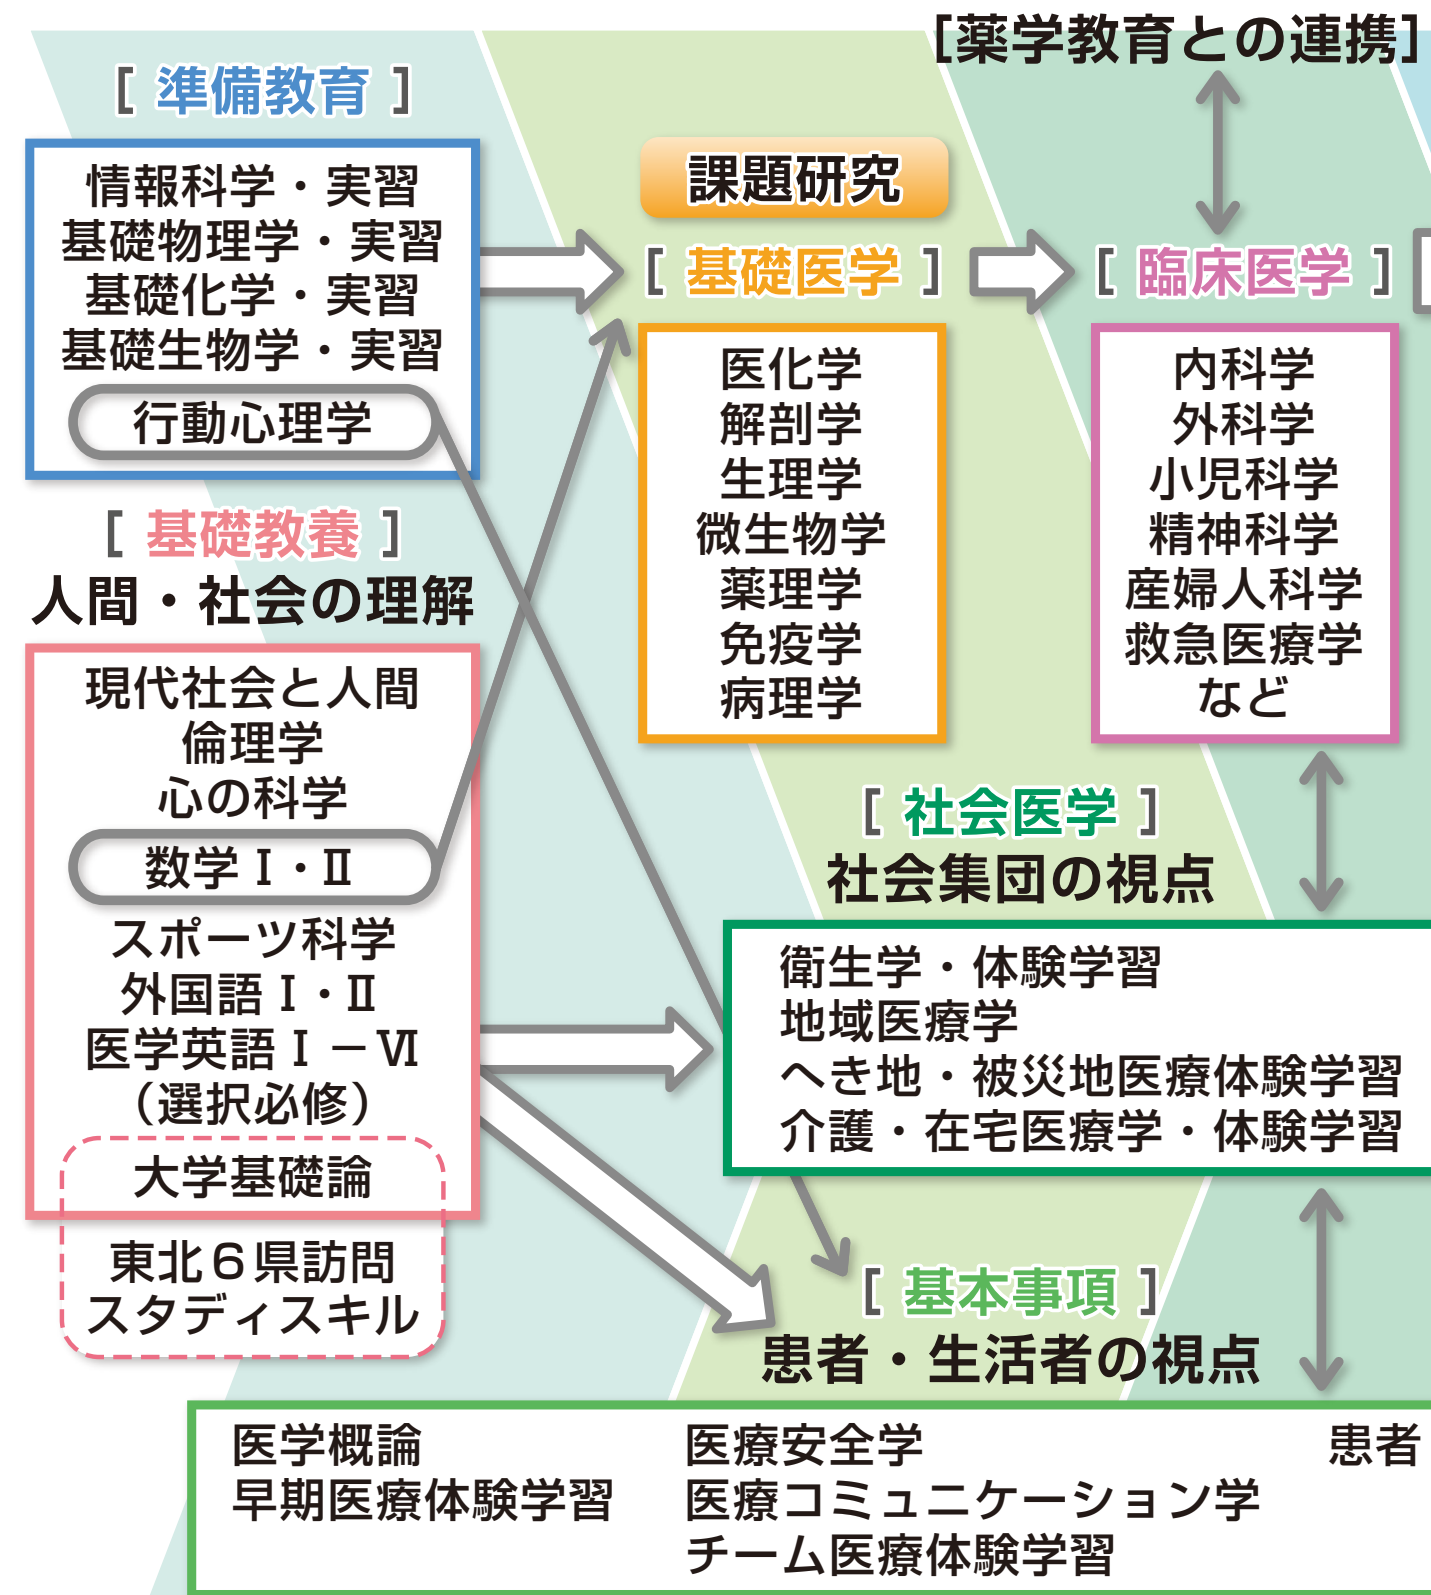 [薬学教育との連携]
[ 準備教育 ]
情報科学・実習
基礎物理学・実習
基礎化学・実習
基礎生物学・実習
行動心理学
[ 基礎教養 ]
人間・社会の理解
現代社会と人間
倫理学
心の科学
数学Ⅰ・Ⅱ
スポーツ科学
外国語Ⅰ・Ⅱ
医学英語Ⅰ－Ⅵ
（選択必修）
大学基礎論
東北６県訪問
スタディスキル
課題研究
[ 基礎医学 ]
医化学
解剖学
生理学
微生物学
薬理学
免疫学
病理学
[ 臨床医学 ]
内科学
外科学
小児科学
精神科学
産婦人科学
救急医療学
など
[ 社会医学 ]
社会集団の視点
衛生学・体験学習
地域医療学
へき地・被災地医療体験学習
介護・在宅医療学・体験学習
[ 基本事項 ]
患者・生活者の視点
医学概論
早期医療体験学習
医療安全学
医療コミュニケーション学
チーム医療体験学習
患者